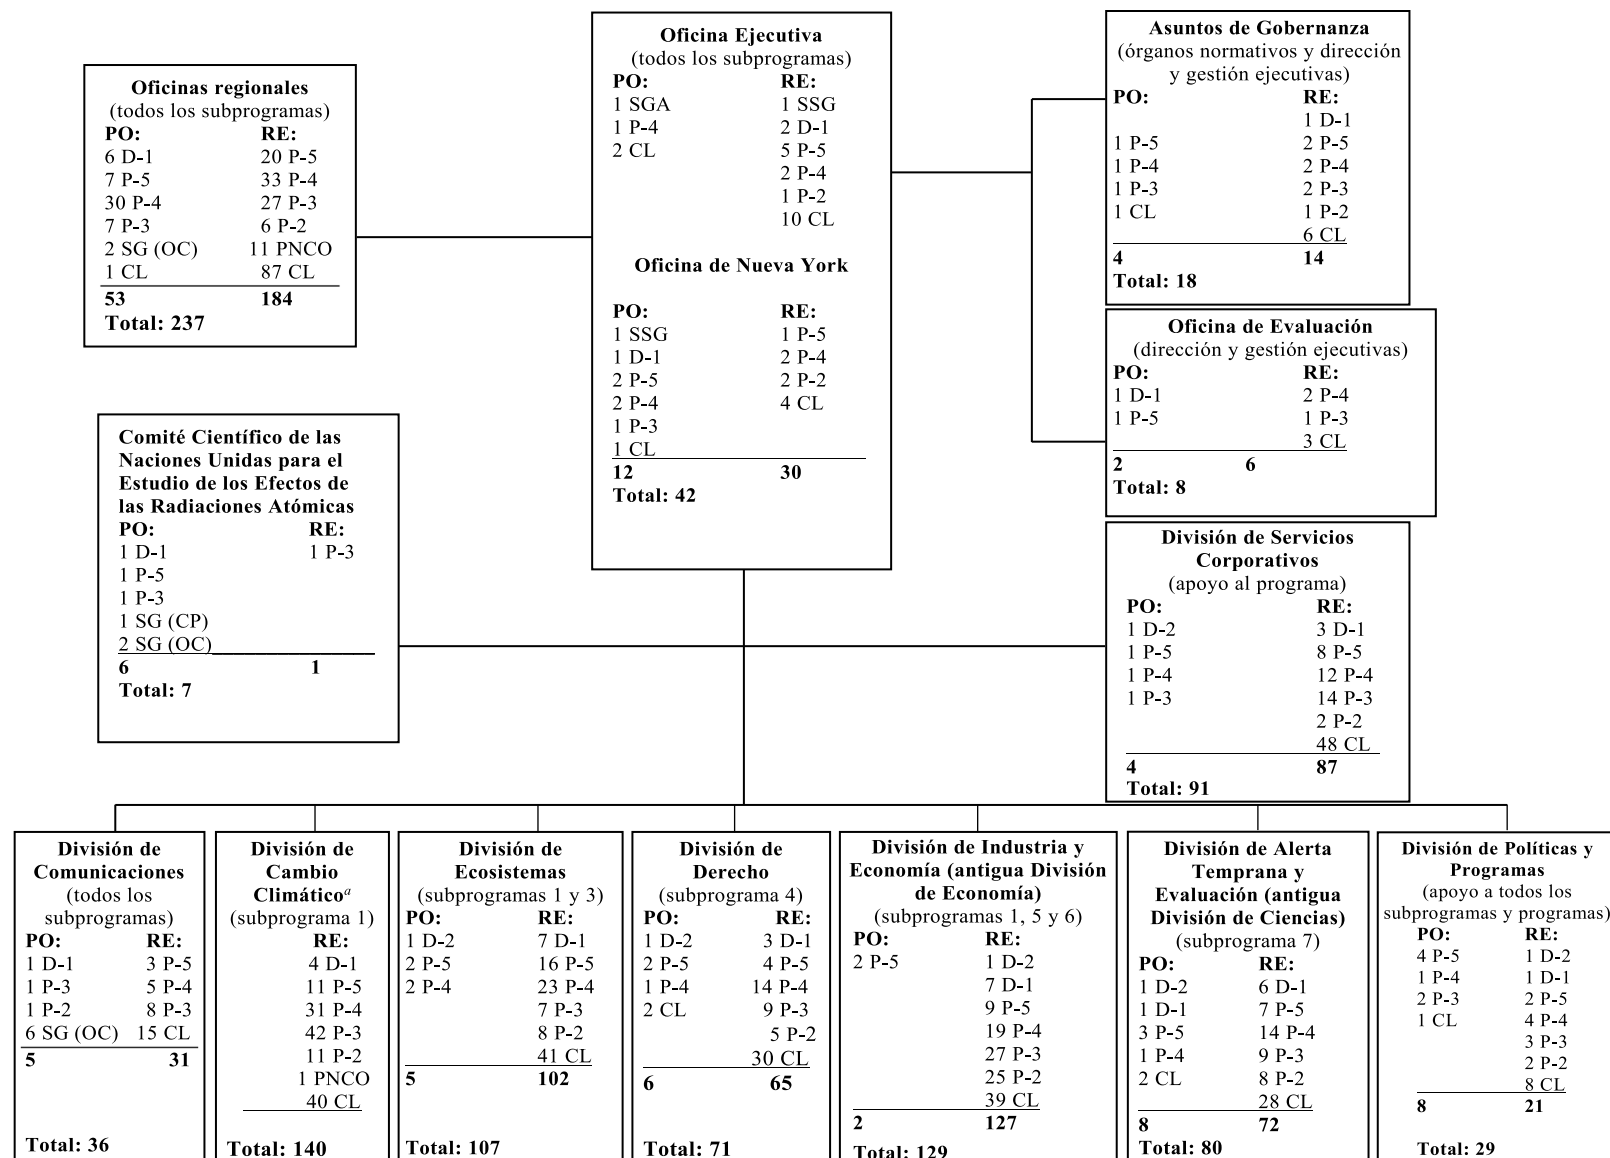 Oficina Ejecutiva
(todos los subprogramas)
PO: RE:
1 SGA 1 SSG
1 P-4 2 D-1
2 CL 5 P-5
2 P-4
1 P-2
10 CL
Oficina de Nueva York
PO: RE:
1 SSG 1 P-5
1 D-1 2 P-4
2 P-5 2 P-2
2 P-4 4 CL
1 P-3
1 CL
12 30
Total: 42
Asuntos de Gobernanza
(órganos normativos y dirección
y gestión ejecutivas)
PO: RE:
1 D-1
1 P-5 2 P-5
1 P-4 2 P-4
1 P-3 2 P-3
1 CL 1 P-2
6 CL
4 14
Total: 18
Oficinas regionales
(todos los subprogramas)
PO: RE:
6 D-1 20 P-5
7 P-5 33 P-4
30 P-4 27 P-3
7 P-3 6 P-2
2 SG (OC) 11 PNCO
1 CL 87 CL
53 184
Total: 237
Oficina de Evaluación
(dirección y gestión ejecutivas)
PO: RE:
1 D-1 2 P-4
1 P-5 1 P-3
3 CL
2 6
Total: 8
Comité Científico de las
Naciones Unidas para el
Estudio de los Efectos de
las Radiaciones Atómicas
PO: RE:
1 D-1 1 P-3
1 P-5
1 P-3
1 SG (CP)
2 SG (OC)
6 1
Total: 7
División de Servicios
Corporativos
(apoyo al programa)
PO: RE:
1 D-2 3 D-1
1 P-5 8 P-5
1 P-4 12 P-4
1 P-3 14 P-3
2 P-2
48 CL
4 87
Total: 91
División de
Comunicaciones
(todos los
subprogramas)
PO: RE:
1 D-1 3 P-5
1 P-3 5 P-4
1 P-2 8 P-3
6 SG (OC) 15 CL
5 31
Total: 36
División de
Cambio
Climático^a
(subprograma 1)
RE:
4 D-1
11 P-5
31 P-4
42 P-3
11 P-2
1 PNCO
40 CL
Total: 140
División de
Ecosistemas
(subprogramas 1 y 3)
PO: RE:
1 D-2 7 D-1
2 P-5 16 P-5
2 P-4 23 P-4
7 P-3
8 P-2
41 CL
5 102
Total: 107
División de
Derecho
(subprograma 4)
PO: RE:
1 D-2 3 D-1
2 P-5 4 P-5
1 P-4 14 P-4
2 CL 9 P-3
5 P-2
30 CL
6 65
Total: 71
División de Industria y
Economía (antigua División
de Economía)
(subprogramas 1, 5 y 6)
PO: RE:
2 P-5 1 D-2
7 D-1
9 P-5
19 P-4
27 P-3
25 P-2
39 CL
2 127
Total: 129
División de Alerta
Temprana y
Evaluación (antigua
División de Ciencias)
(subprograma 7)
PO: RE:
1 D-2 6 D-1
1 D-1 7 P-5
3 P-5 14 P-4
1 P-4 9 P-3
2 CL 8 P-2
28 CL
8 72
Total: 80
División de Políticas y
Programas
(apoyo a todos los
subprogramas y programas)
PO: RE:
4 P-5 1 D-2
1 P-4 1 D-1
2 P-3 2 P-5
1 CL 4 P-4
3 P-3
2 P-2
8 CL
8 21
Total: 29